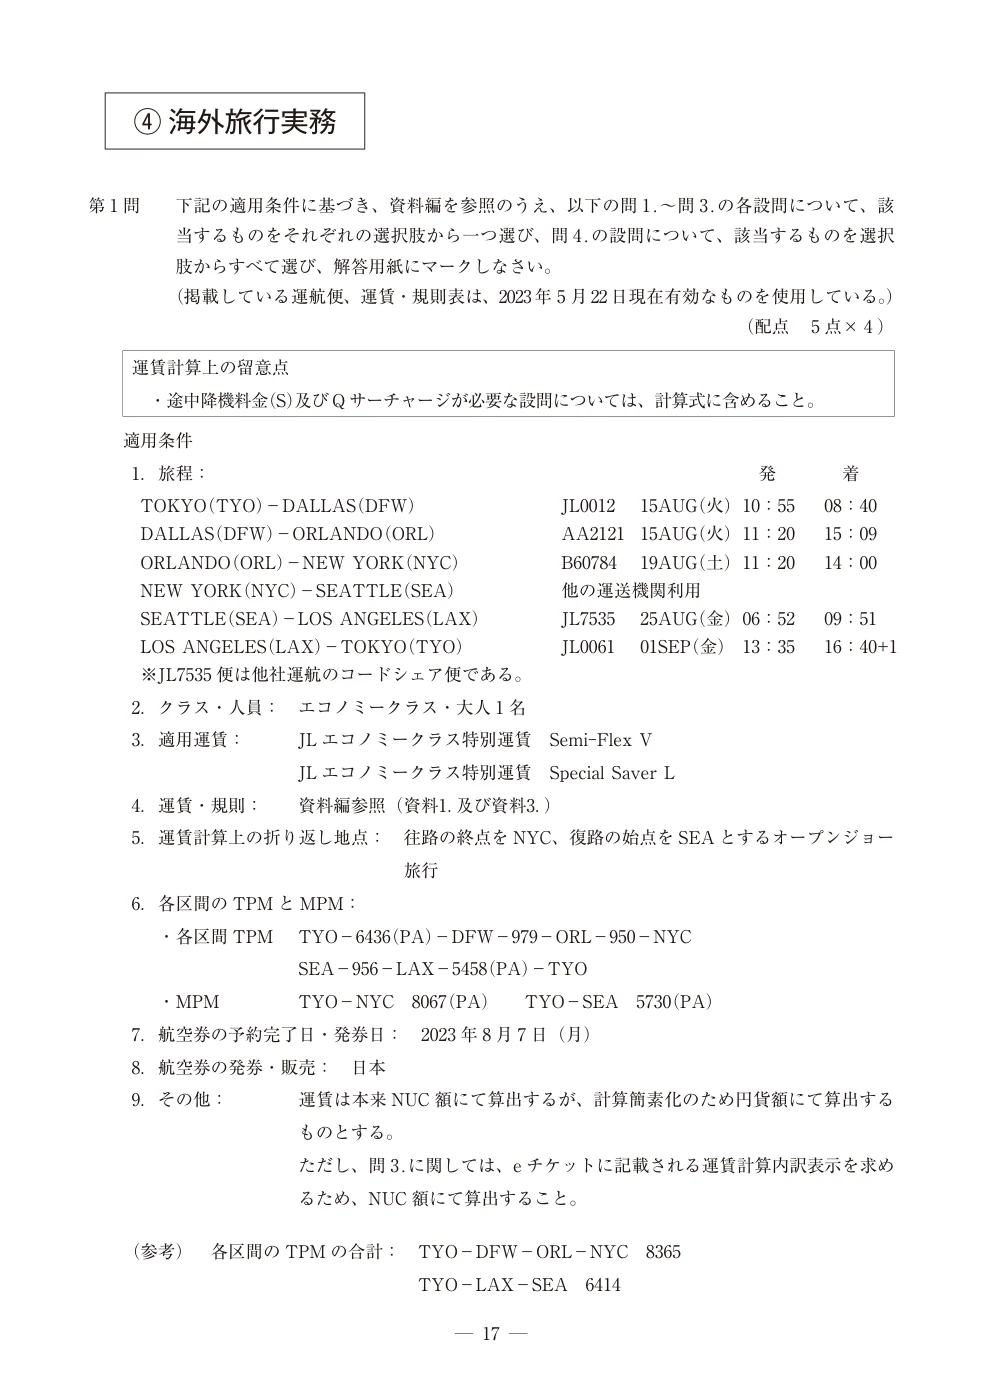 ④ 海外旅行実務
第1問　下記の適用条件に基づき、資料編を参照のうえ、以下の問1.～問3.の各設問について、該
当するものをそれぞれの選択肢から一つ選び、問4.の設問について、該当するものを選択
肢からすべて選び、解答用紙にマークしなさい。
（掲載している運航便、運賃・規則表は、2023年5月22日現在有効なものを使用している。）
（配点　5点×4）
運賃計算上の留意点
・途中降機料金(S)及びQサーチャージが必要な設問については、計算式に含めること。
適用条件
1. 旅程：　発　着
TOKYO(TYO)－DALLAS(DFW)　JL0012　15AUG(火)　10：55　08：40
DALLAS(DFW)－ORLANDO(ORL)　AA2121　15AUG(火)　11：20　15：09
ORLANDO(ORL)－NEW YORK(NYC)　B60784　19AUG(土)　11：20　14：00
NEW YORK(NYC)－SEATTLE(SEA)　他の運送機関利用
SEATTLE(SEA)－LOS ANGELES(LAX)　JL7535　25AUG(金)　06：52　09：51
LOS ANGELES(LAX)－TOKYO(TYO)　JL0061　01SEP(金)　13：35　16：40+1
※JL7535便は他社運航のコードシェア便である。
2. クラス・人員：　エコノミークラス・大人1名
3. 適用運賃：　JLエコノミークラス特別運賃　Semi-Flex V
JLエコノミークラス特別運賃　Special Saver L
4. 運賃・規則：　資料編参照（資料1.及び資料3.）
5. 運賃計算上の折り返し地点：　往路の終点をNYC、復路の始点をSEAとするオープンジョー
旅行
6. 各区間のTPMとMPM：
・各区間TPM　TYO－6436(PA)－DFW－979－ORL－950－NYC
SEA－956－LAX－5458(PA)－TYO
・MPM　TYO－NYC　8067(PA)　TYO－SEA　5730(PA)
7. 航空券の予約完了日・発券日：　2023年8月7日（月）
8. 航空券の発券・販売：　日本
9. その他：　運賃は本来NUC額にて算出するが、計算簡素化のため円貨額にて算出する
ものとする。
ただし、問3.に関しては、eチケットに記載される運賃計算内訳表示を求め
るため、NUC額にて算出すること。
（参考）　各区間のTPMの合計：　TYO－DFW－ORL－NYC　8365
TYO－LAX－SEA　6414
― 17 ―